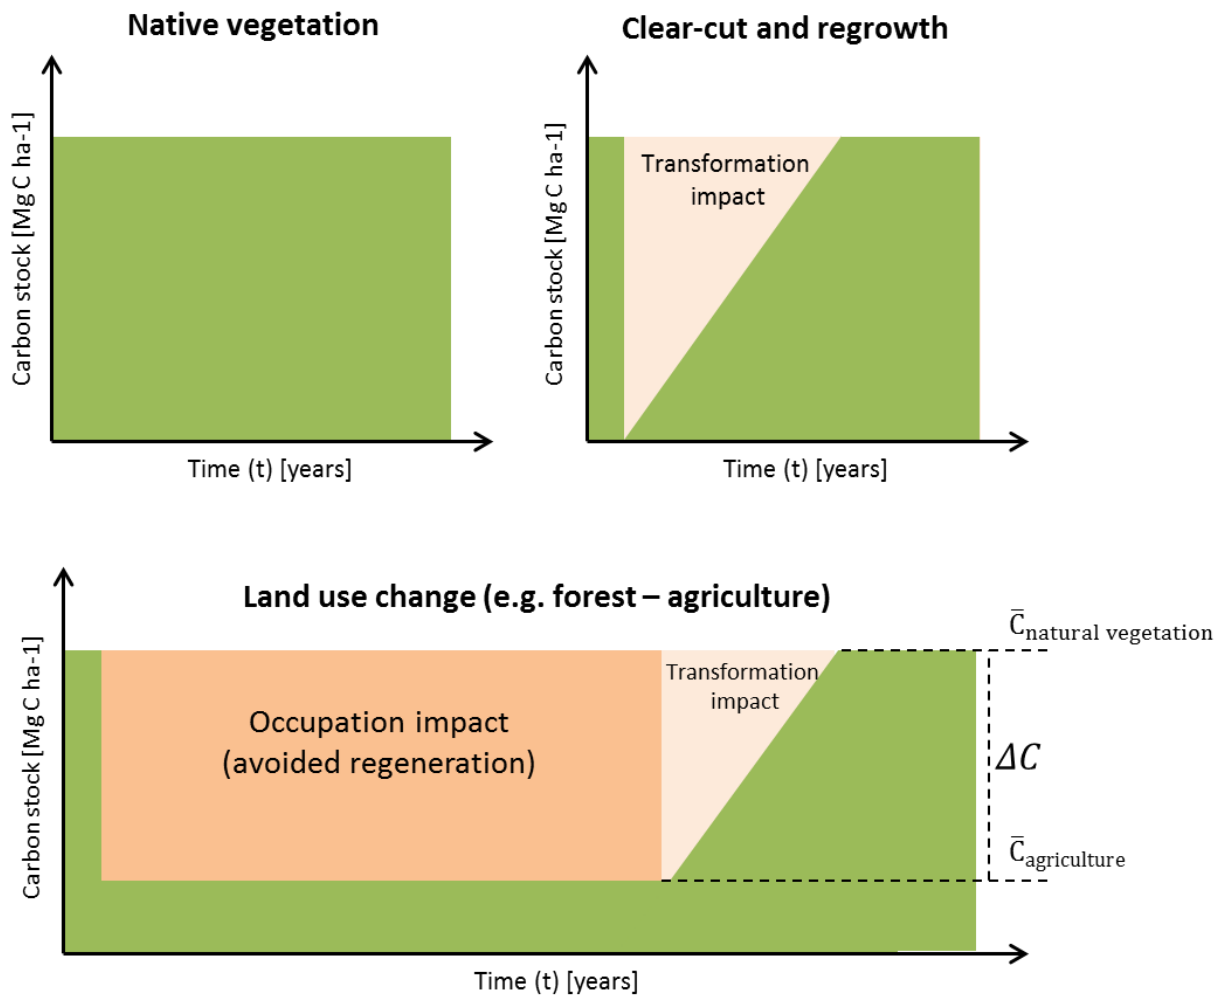 Native vegetation
Carbon stock [Mg C ha-1]
Time (t) [years]
Clear-cut and regrowth
Carbon stock [Mg C ha-1]
Transformation
impact
Time (t) [years]
Land use change (e.g. forest – agriculture)
Carbon stock [Mg C ha-1]
Occupation impact
(avoided regeneration)
Transformation
impact
C̅natural vegetation
ΔC
C̅agriculture
Time (t) [years]